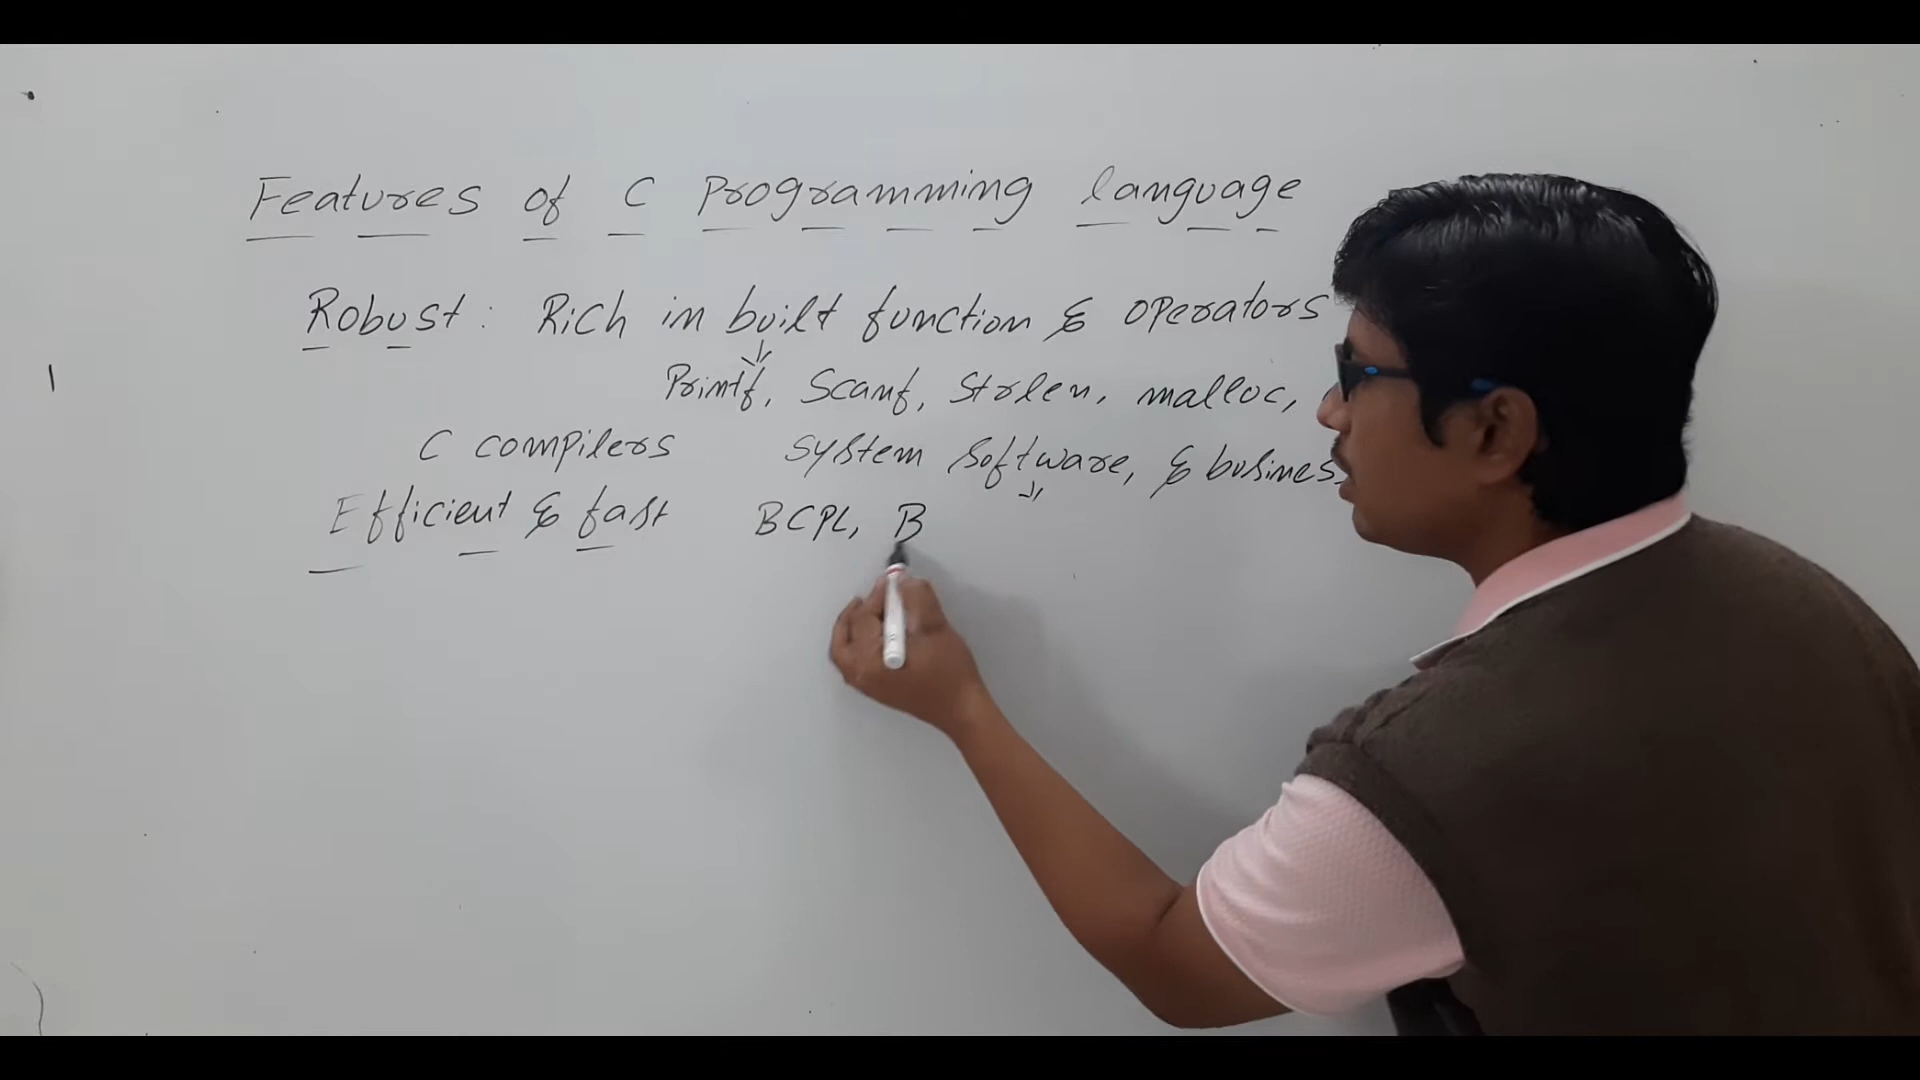 Features of C Programming language
Robust: Rich in built function & operators
Printf, Scanf, Strlen, malloc,
C compilers System Software, & business
Efficient & fast BCPL, B